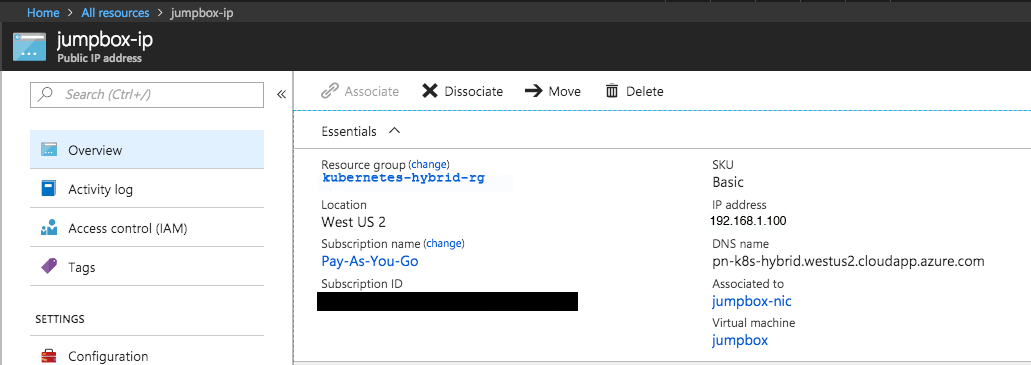 Home > All resources > jumpbox-ip
jumpbox-ip
Public IP address
Search (Ctrl+/)
«
Overview
Activity log
Access control (IAM)
Tags
SETTINGS
Configuration
Associate Dissociate Move Delete
Essentials
Resource group (change)
kubernetes-hybrid-rg
Location
West US 2
Subscription name (change)
Pay-As-You-Go
Subscription ID
SKU
Basic
IP address
192.168.1.100
DNS name
pn-k8s-hybrid.westus2.cloudapp.azure.com
Associated to
jumpbox-nic
Virtual machine
jumpbox